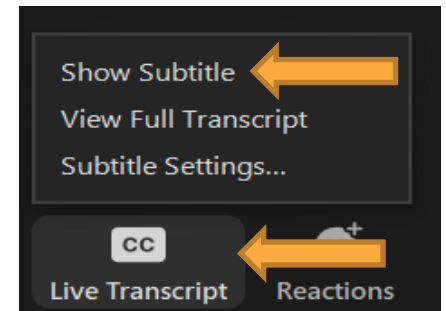 Show Subtitle
View Full Transcript
Subtitle Settings...
CC
Live Transcript
Reactions